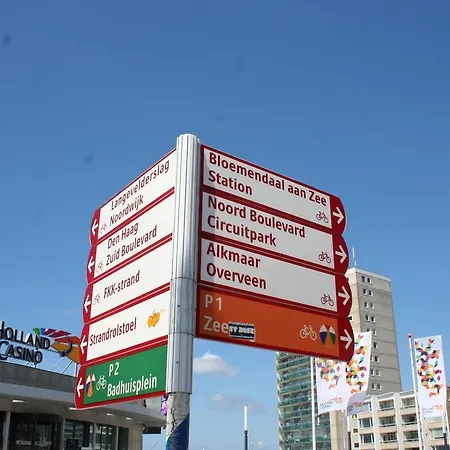 Langevelderslag
Noordwijk
Den Haag
Zuid Boulevard
FKK-strand
Strandrolstoel
P2
Badhuisplein
Bloemendaal aan Zee
Station
Noord Boulevard
Circuitpark
Alkmaar
Overveen
P1
Zee
HOLLAND
CASINO